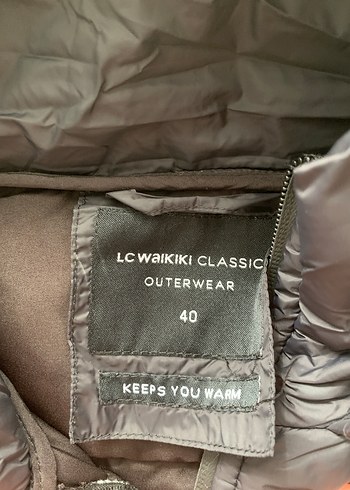 LC WAIKIKI CLASSIC
OUTERWEAR
40
KEEPS YOU WARM